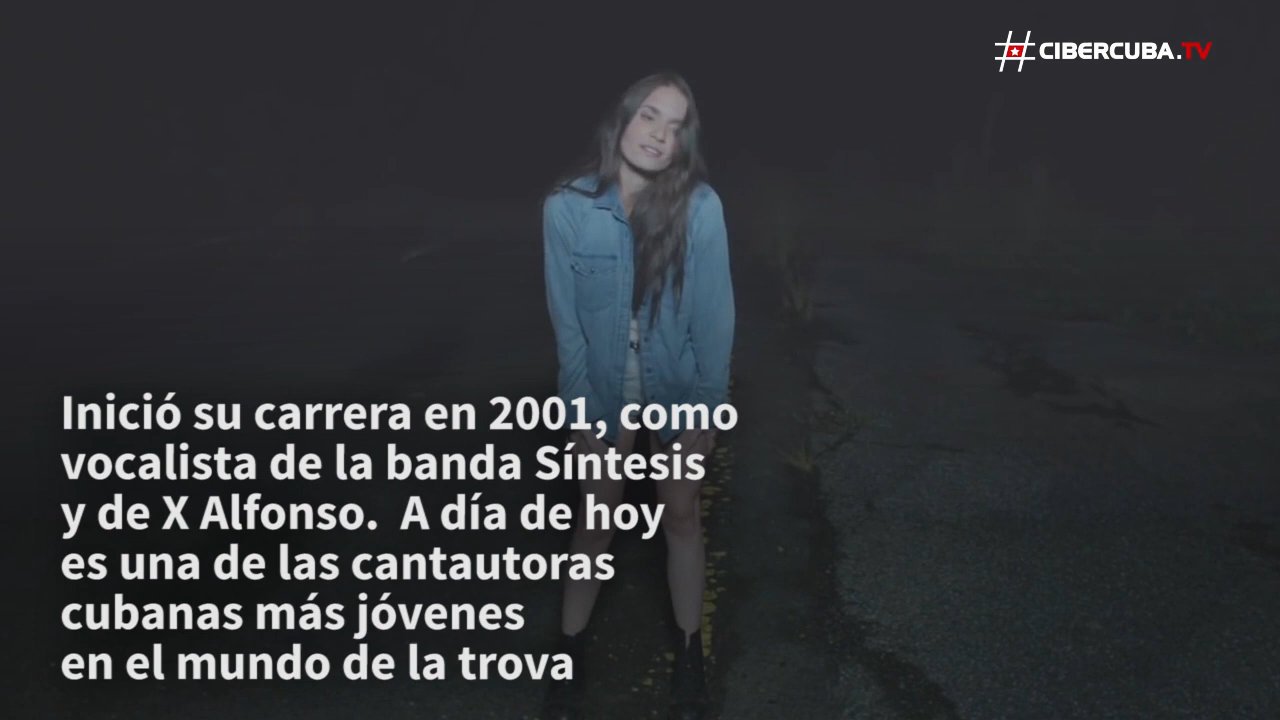 #CIBERCUBA.TV
Inició su carrera en 2001, como
vocalista de la banda Síntesis
y de X Alfonso.  A día de hoy
es una de las cantautoras
cubanas más jóvenes
en el mundo de la trova